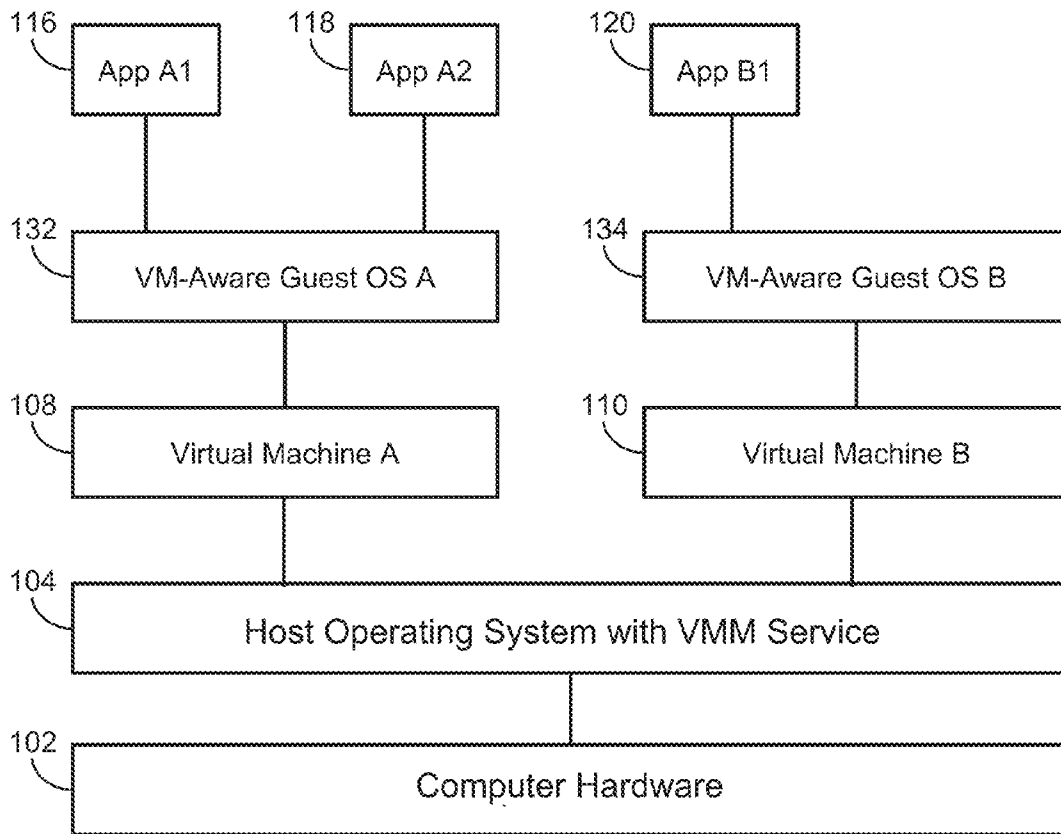 116
118
120
App A1
App A2
App B1
132
134
VM-Aware Guest OS A
VM-Aware Guest OS B
108
110
Virtual Machine A
Virtual Machine B
104
Host Operating System with VMM Service
102
Computer Hardware